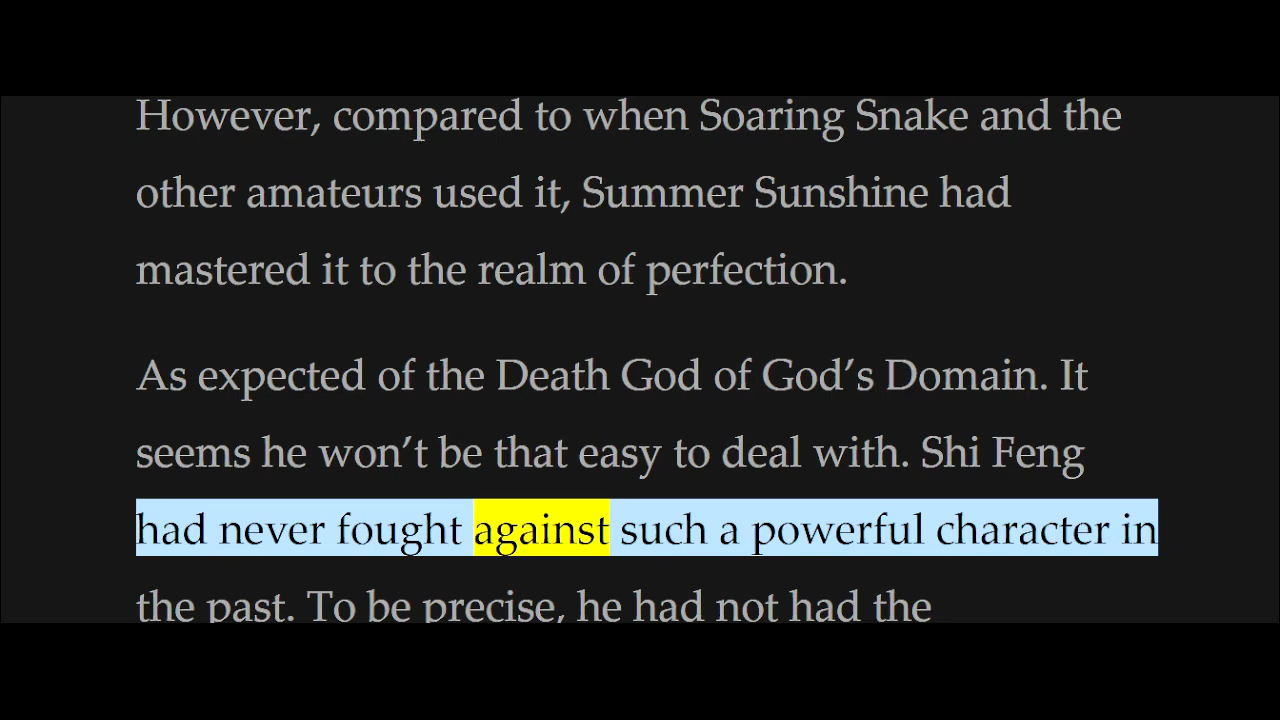 However, compared to when Soaring Snake and the
other amateurs used it, Summer Sunshine had
mastered it to the realm of perfection.
As expected of the Death God of God’s Domain. It
seems he won’t be that easy to deal with. Shi Feng
had never fought against such a powerful character in
the past. To be precise, he had not had the